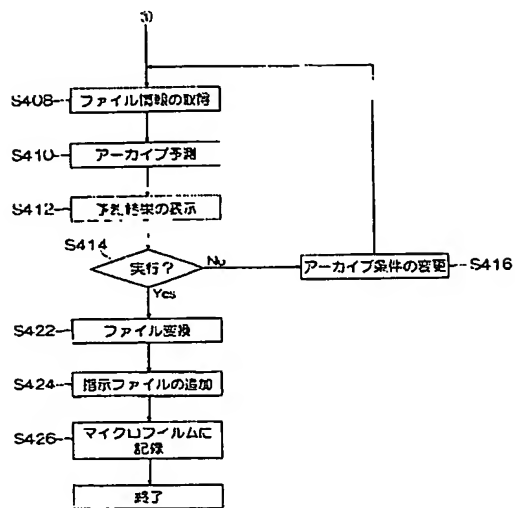 S408
ファイル情報の取得
S410
アーカイブ予測
S412
予測結果の表示
S414
実行？
No
アーカイブ条件の変更
S416
Yes
S422
ファイル変換
S424
指示ファイルの追加
S426
マイクロフィルムに
記録
終了